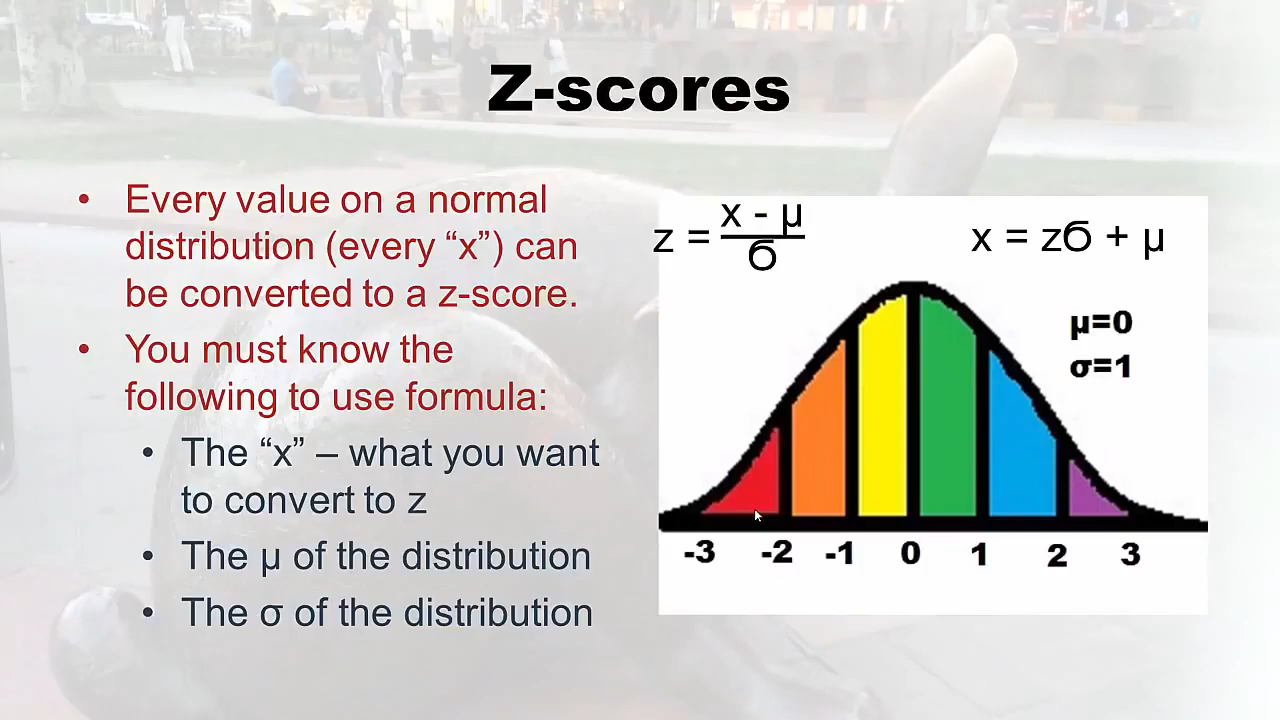 Z-scores
• Every value on a normal
distribution (every “x”) can
be converted to a z-score.
• You must know the
following to use formula:
• The “x” – what you want
to convert to z
• The μ of the distribution
• The σ of the distribution
z = x - μ
б
x = zб + μ
μ=0
σ=1
-3 -2 -1 0 1 2 3